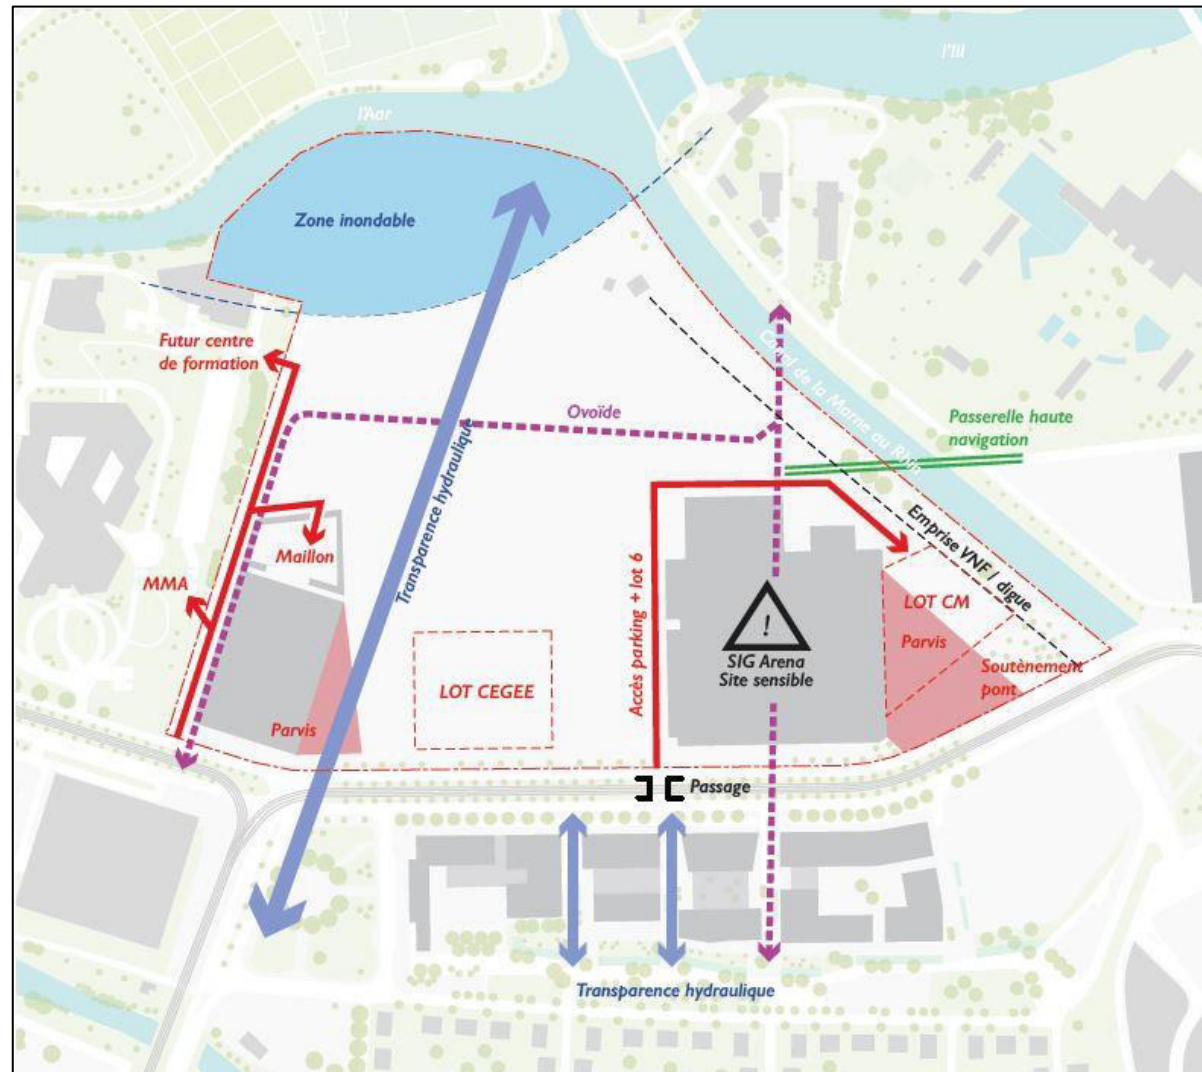 l'Ill
l'Aar
Zone inondable
Futur centre
de formation
Canal de la Marne au Rhin
Ovoïde
Passerelle haute
navigation
Transparence hydraulique
Emprise VNF / digue
Maillon
MMA
Accès parking + lot 6
LOT CM
Parvis
!
SIG Arena
Site sensible
Soutènement
pont
LOT CEGEE
Parvis
Passage
Transparence hydraulique